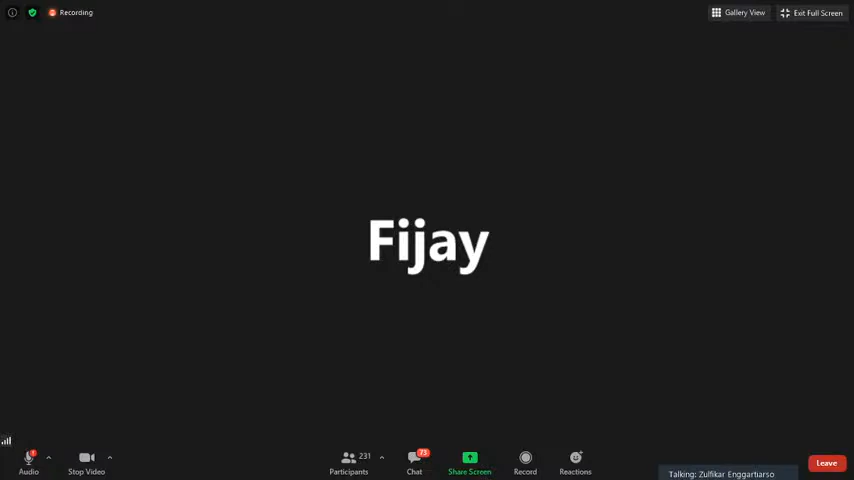 Recording
Gallery View
Exit Full Screen
Fijay
Audio
Stop Video
231
Participants
73
Chat
Share Screen
Record
Reactions
Talking: Zulfikar Enggartiarso
Leave